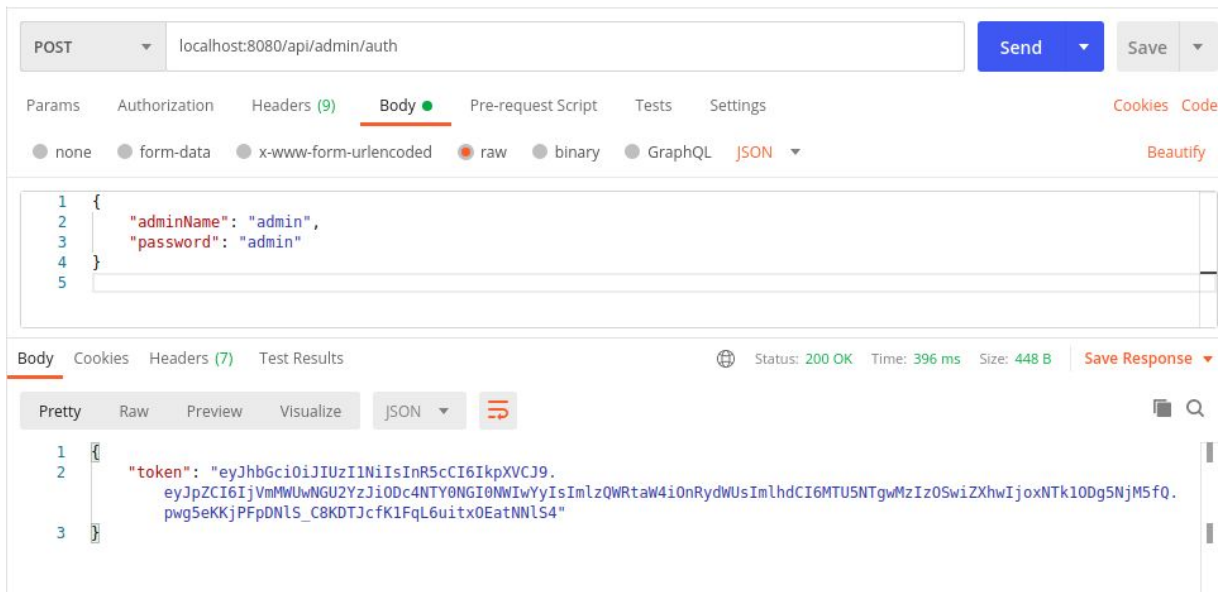 POST localhost:8080/api/admin/auth Send Save
Params Authorization Headers (9) Body Pre-request Script Tests Settings Cookies Code
none form-data x-www-form-urlencoded raw binary GraphQL JSON Beautify
1 {
2 "adminName": "admin",
3 "password": "admin"
4 }
5
Body Cookies Headers (7) Test Results Status: 200 OK Time: 396 ms Size: 448 B Save Response
Pretty Raw Preview Visualize JSON
1 {
2 "token": "eyJhbGciOiJIUzI1NiIsInR5cCI6IkpXVCJ9.
eyJpZCI6IjVmMWUwNGU2YzJiODc4NTY0NGI0NWIwYyIsImlzQWRtaW4iOnRydWUsImlhdCI6MTU5NTgwMzIzOSwiZXhwIjoxNTk1ODg5NjM5fQ.
pwg5eKKjPFpDNlS_C8KDTJcfK1FqL6uitxOEatNNlS4"
3 }